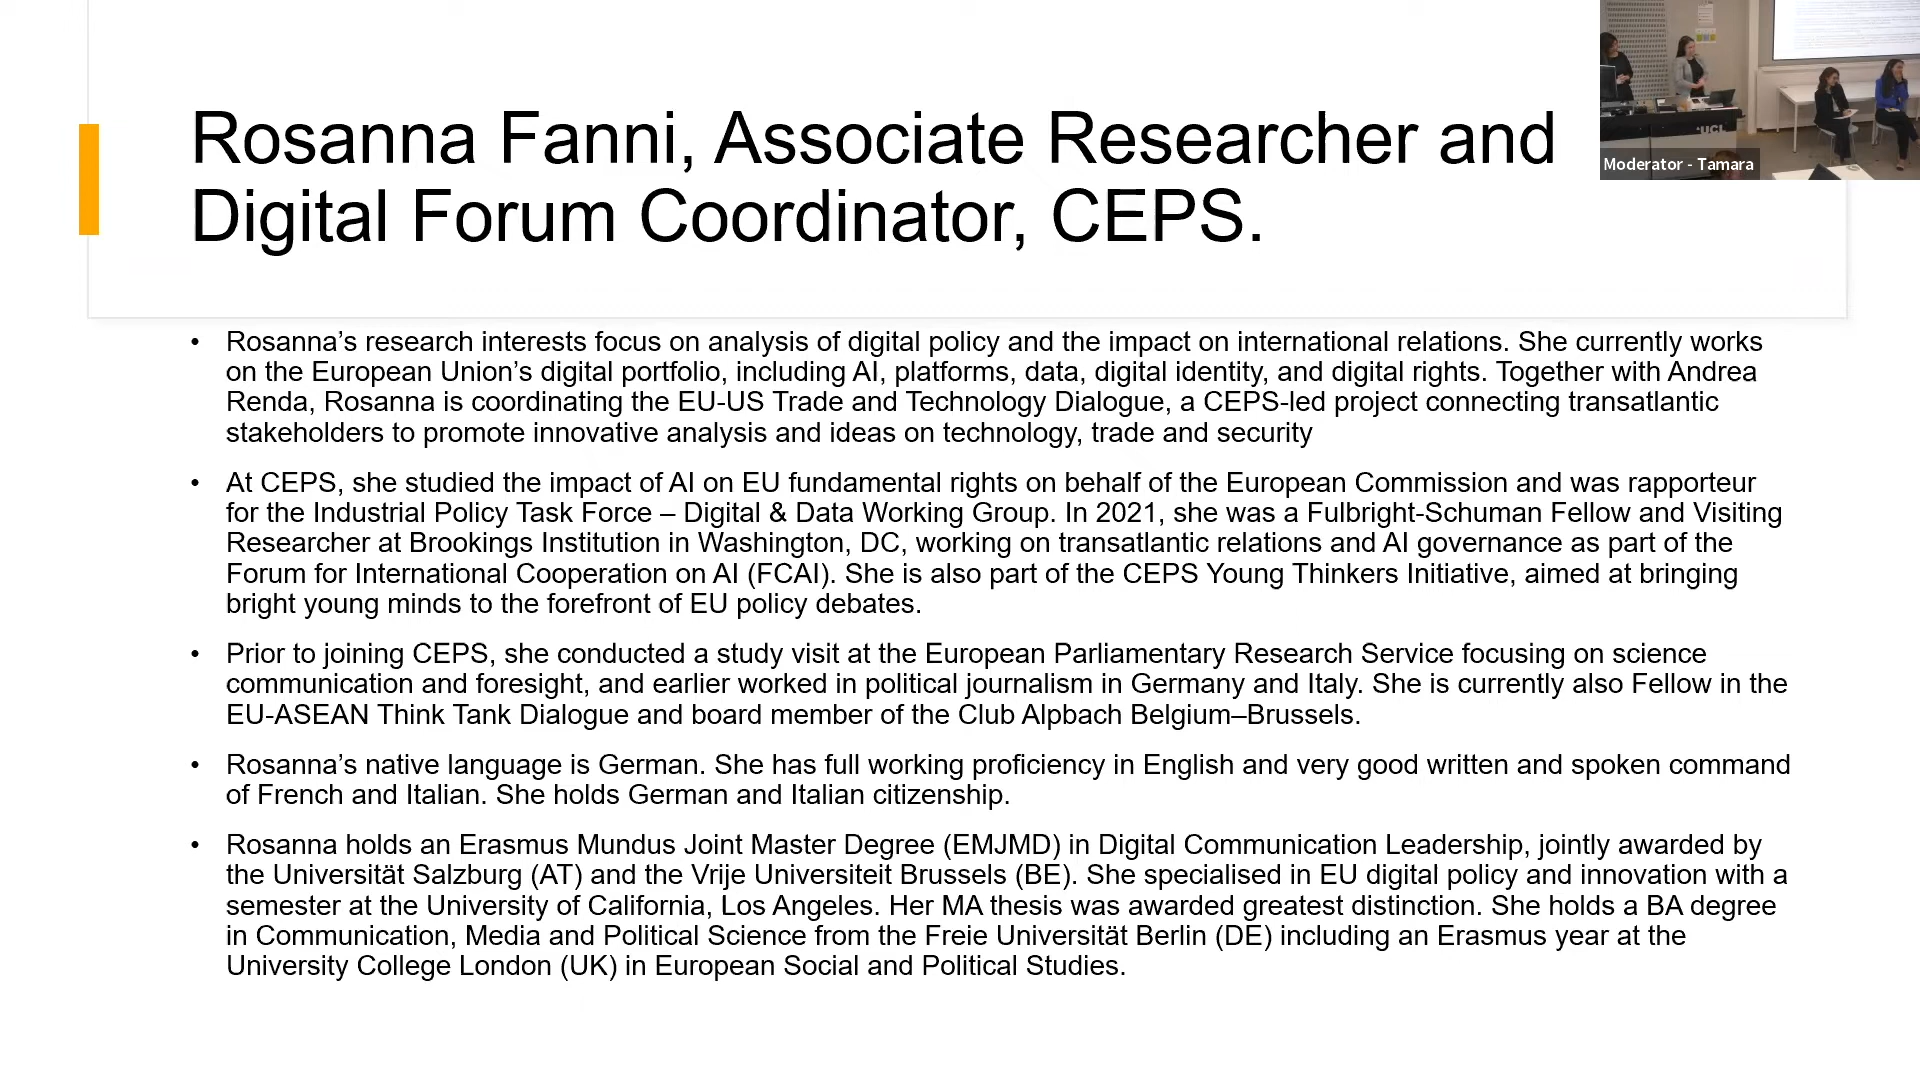 Rosanna Fanni, Associate Researcher and
Digital Forum Coordinator, CEPS.
UCL
Moderator - Tamara
• Rosanna’s research interests focus on analysis of digital policy and the impact on international relations. She currently works
on the European Union’s digital portfolio, including AI, platforms, data, digital identity, and digital rights. Together with Andrea
Renda, Rosanna is coordinating the EU-US Trade and Technology Dialogue, a CEPS-led project connecting transatlantic
stakeholders to promote innovative analysis and ideas on technology, trade and security
• At CEPS, she studied the impact of AI on EU fundamental rights on behalf of the European Commission and was rapporteur
for the Industrial Policy Task Force – Digital & Data Working Group. In 2021, she was a Fulbright-Schuman Fellow and Visiting
Researcher at Brookings Institution in Washington, DC, working on transatlantic relations and AI governance as part of the
Forum for International Cooperation on AI (FCAI). She is also part of the CEPS Young Thinkers Initiative, aimed at bringing
bright young minds to the forefront of EU policy debates.
• Prior to joining CEPS, she conducted a study visit at the European Parliamentary Research Service focusing on science
communication and foresight, and earlier worked in political journalism in Germany and Italy. She is currently also Fellow in the
EU-ASEAN Think Tank Dialogue and board member of the Club Alpbach Belgium–Brussels.
• Rosanna’s native language is German. She has full working proficiency in English and very good written and spoken command
of French and Italian. She holds German and Italian citizenship.
• Rosanna holds an Erasmus Mundus Joint Master Degree (EMJMD) in Digital Communication Leadership, jointly awarded by
the Universität Salzburg (AT) and the Vrije Universiteit Brussels (BE). She specialised in EU digital policy and innovation with a
semester at the University of California, Los Angeles. Her MA thesis was awarded greatest distinction. She holds a BA degree
in Communication, Media and Political Science from the Freie Universität Berlin (DE) including an Erasmus year at the
University College London (UK) in European Social and Political Studies.